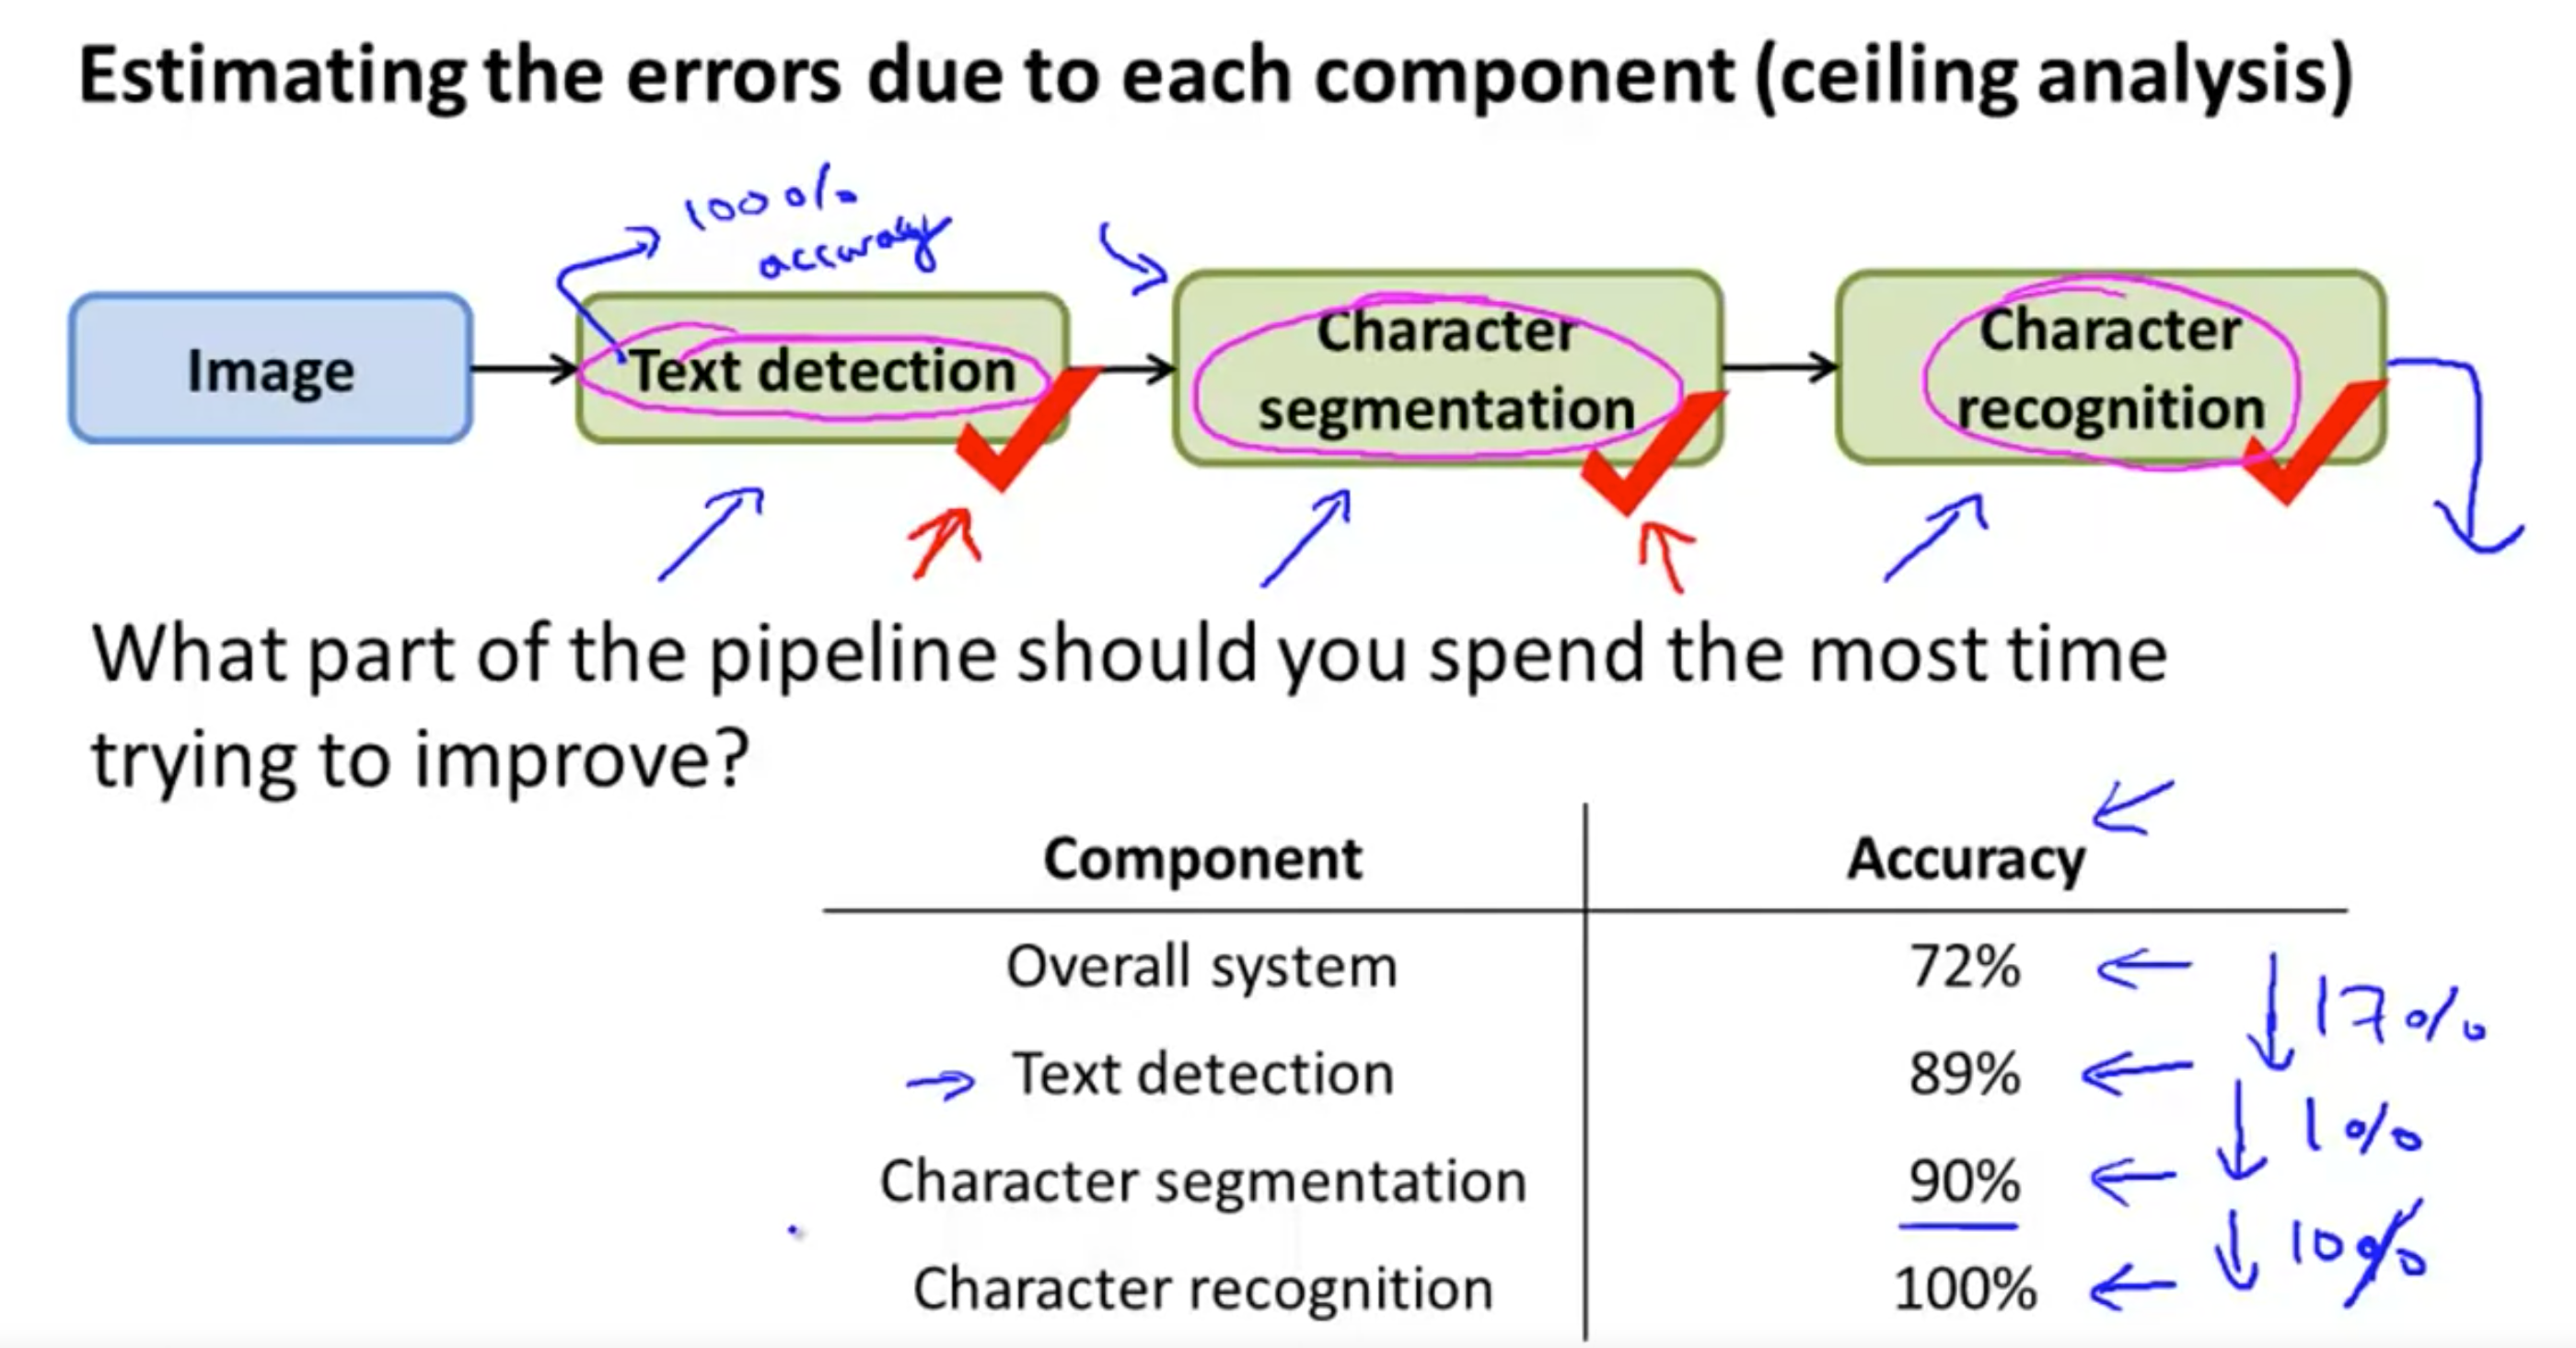 Estimating the errors due to each component (ceiling analysis)
100%
accuracy
Image
Text detection
Character
segmentation
Character
recognition
What part of the pipeline should you spend the most time
trying to improve?
Component Accuracy
Overall system 72%
17%
Text detection 89%
1%
Character segmentation 90%
10%
Character recognition 100%